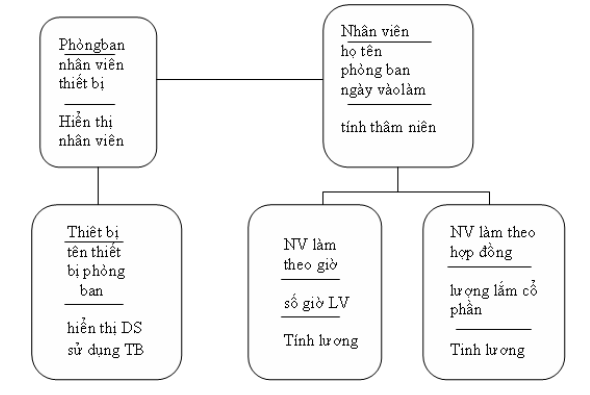 Phòngban
nhân viên
thiết bị
Hiển thị
nhân viên
Nhân viên
họ tên
phòng ban
ngày vàolàm
tính thâm niên
Thiêt bị
tên thiết
bị phòng
ban
hiển thị DS
sử dụng TB
NV làm
theo giờ
số giờ LV
Tính lương
NV làm theo
hợp đồng
lượng lắm cổ
phần
Tinh lương